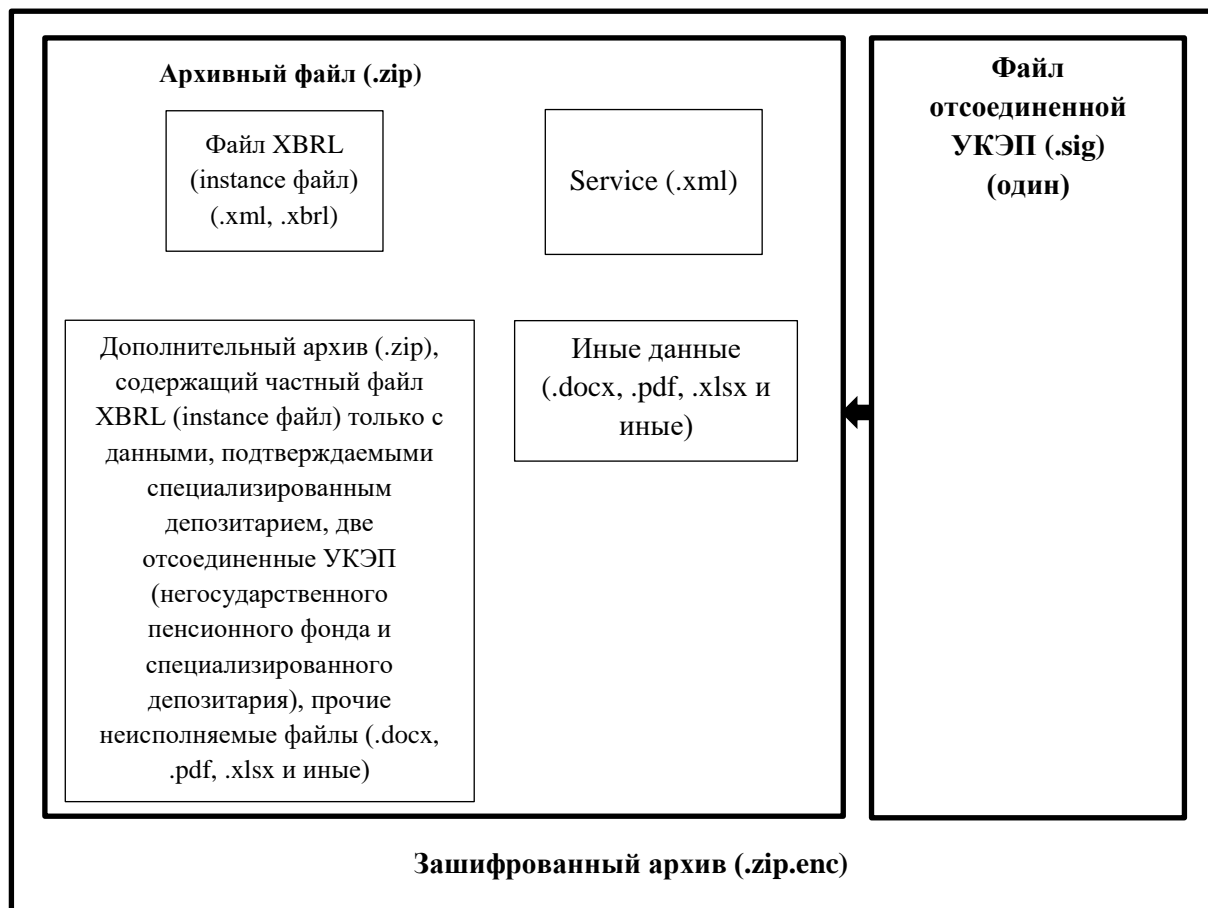 Архивный файл (.zip)
Файл XBRL
(instance файл)
(.xml, .xbrl)
Service (.xml)
Дополнительный архив (.zip),
содержащий частный файл
XBRL (instance файл) только с
данными, подтверждаемыми
специализированным
депозитарием, две
отсоединенные УКЭП
(негосударственного
пенсионного фонда и
специализированного
депозитария), прочие
неисполняемые файлы (.docx,
.pdf, .xlsx и иные)
Иные данные
(.docx, .pdf, .xlsx и
иные)
Файл
отсоединенной
УКЭП (.sig)
(один)
Зашифрованный архив (.zip.enc)